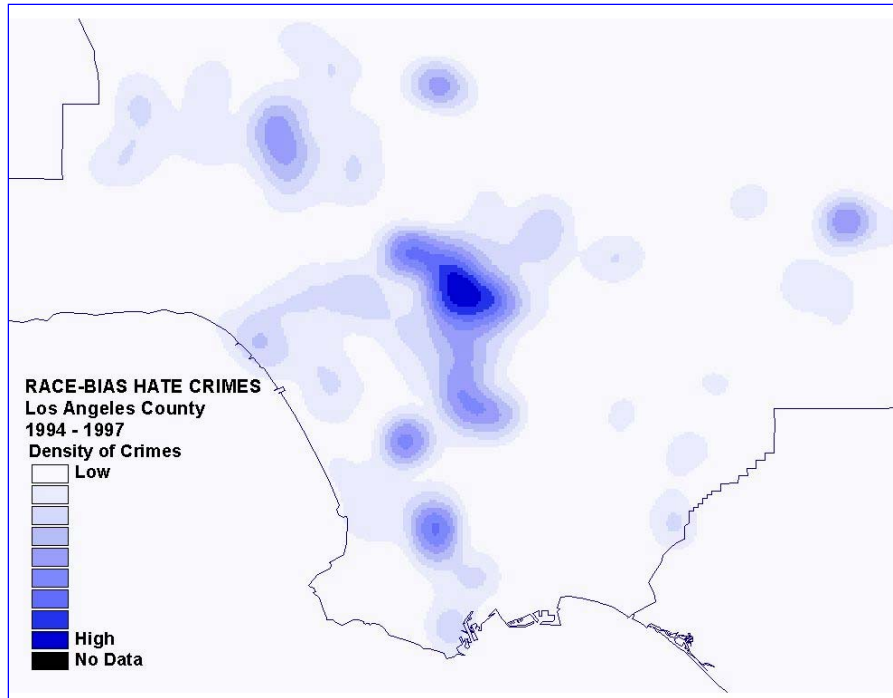 RACE-BIAS HATE CRIMES
Los Angeles County
1994 - 1997
Density of Crimes
Low
High
No Data